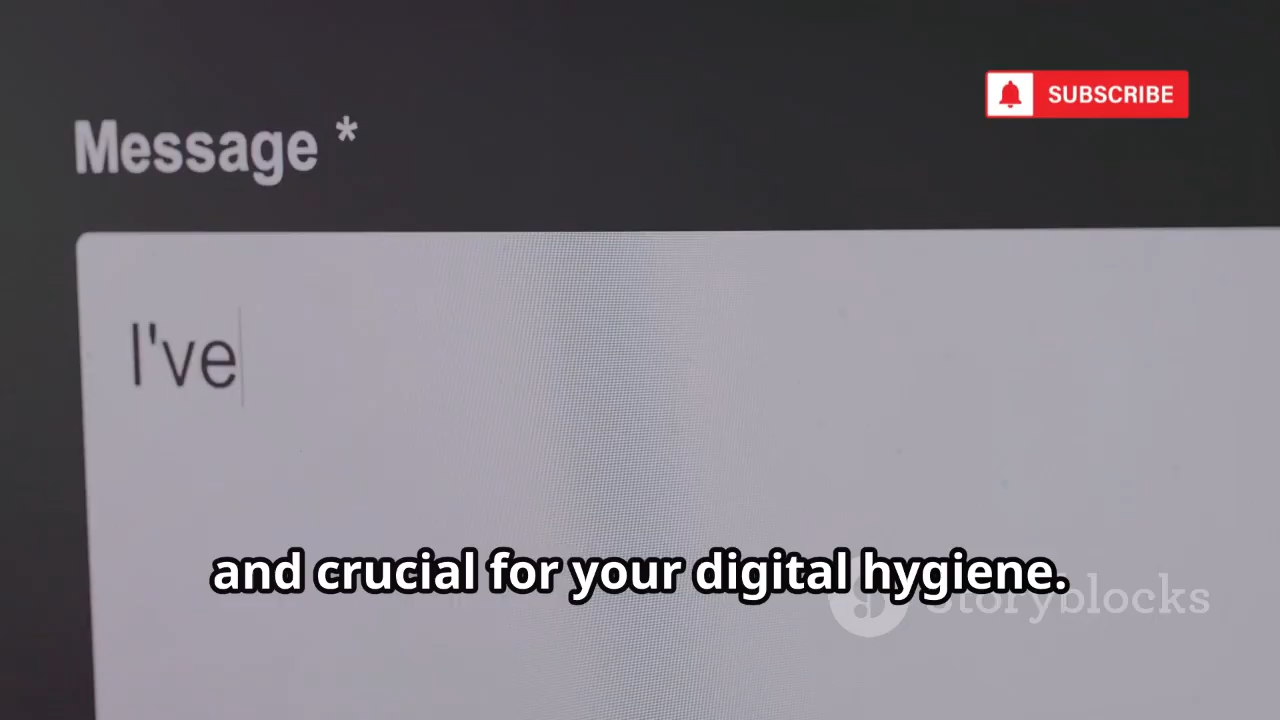 SUBSCRIBE
Message *
I've
and crucial for your digital hygiene.
Storyblocks